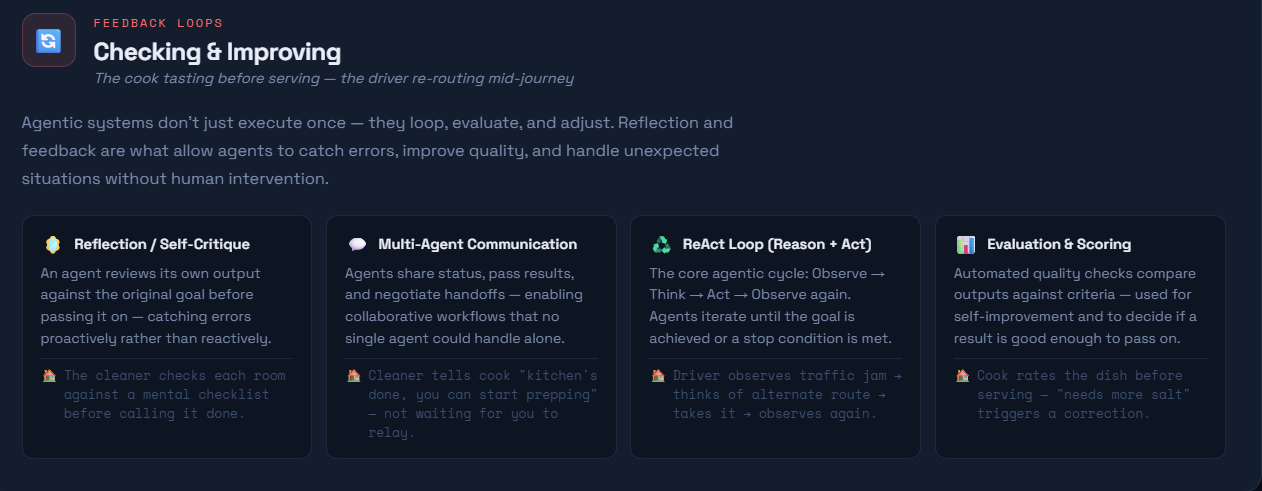 FEEDBACK LOOPS
Checking & Improving
The cook tasting before serving — the driver re-routing mid-journey
Agentic systems don't just execute once — they loop, evaluate, and adjust. Reflection and
feedback are what allow agents to catch errors, improve quality, and handle unexpected
situations without human intervention.
Reflection / Self-Critique
An agent reviews its own output
against the original goal before
passing it on — catching errors
proactively rather than reactively.
The cleaner checks each room
against a mental checklist
before calling it done.
Multi-Agent Communication
Agents share status, pass results,
and negotiate handoffs — enabling
collaborative workflows that no
single agent could handle alone.
Cleaner tells cook "kitchen's
done, you can start prepping"
— not waiting for you to
relay.
ReAct Loop (Reason + Act)
The core agentic cycle: Observe →
Think → Act → Observe again.
Agents iterate until the goal is
achieved or a stop condition is met.
Driver observes traffic jam →
thinks of alternate route →
takes it → observes again.
Evaluation & Scoring
Automated quality checks compare
outputs against criteria — used for
self-improvement and to decide if a
result is good enough to pass on.
Cook rates the dish before
serving — "needs more salt"
triggers a correction.